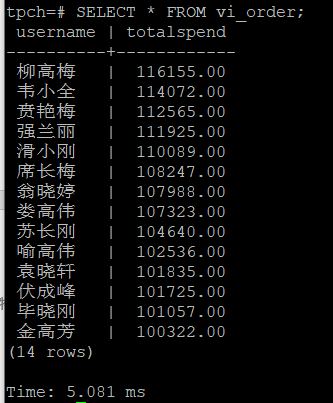 tpch=# SELECT * FROM vi_order;
username | totalspend
----------+------------
柳高梅 | 116155.00
韦小全 | 114072.00
贲艳梅 | 112565.00
强兰丽 | 111925.00
滑小刚 | 110089.00
席长梅 | 108247.00
翁晓婷 | 107988.00
娄高伟 | 107323.00
苏长刚 | 104640.00
喻高伟 | 102536.00
袁晓轩 | 101835.00
伏成峰 | 101725.00
毕晓刚 | 101057.00
金高芳 | 100322.00
(14 rows)
Time: 5.081 ms